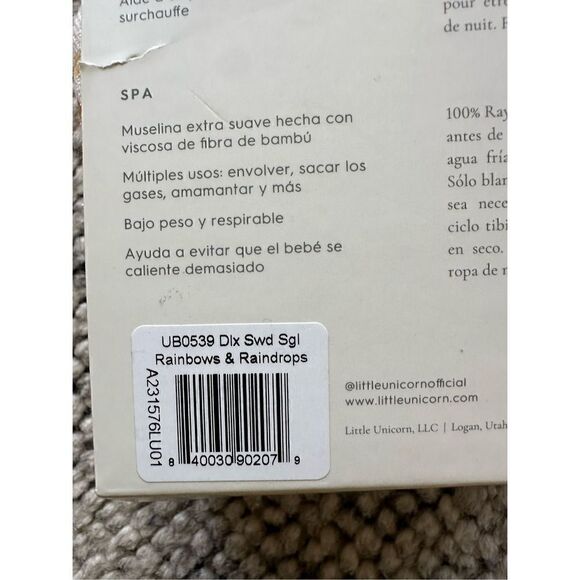 surchauffe
pour
de nuit.
SPA
Muselina extra suave hecha con
viscosa de fibra de bambú
Múltiples usos: envolver, sacar los
gases, amamantar y más
Bajo peso y respirable
Ayuda a evitar que el bebé se
caliente demasiado
100% Ray
antes de
agua fría
Sólo blan
sea nece
ciclo tibi
en seco.
ropa de
UB0539 Dlx Swd Sgl
Rainbows & Raindrops
A231576LU01
8 40030 90207 9
@littleunicornofficial
www.littleunicorn.com
Little Unicorn, LLC | Logan, Utah